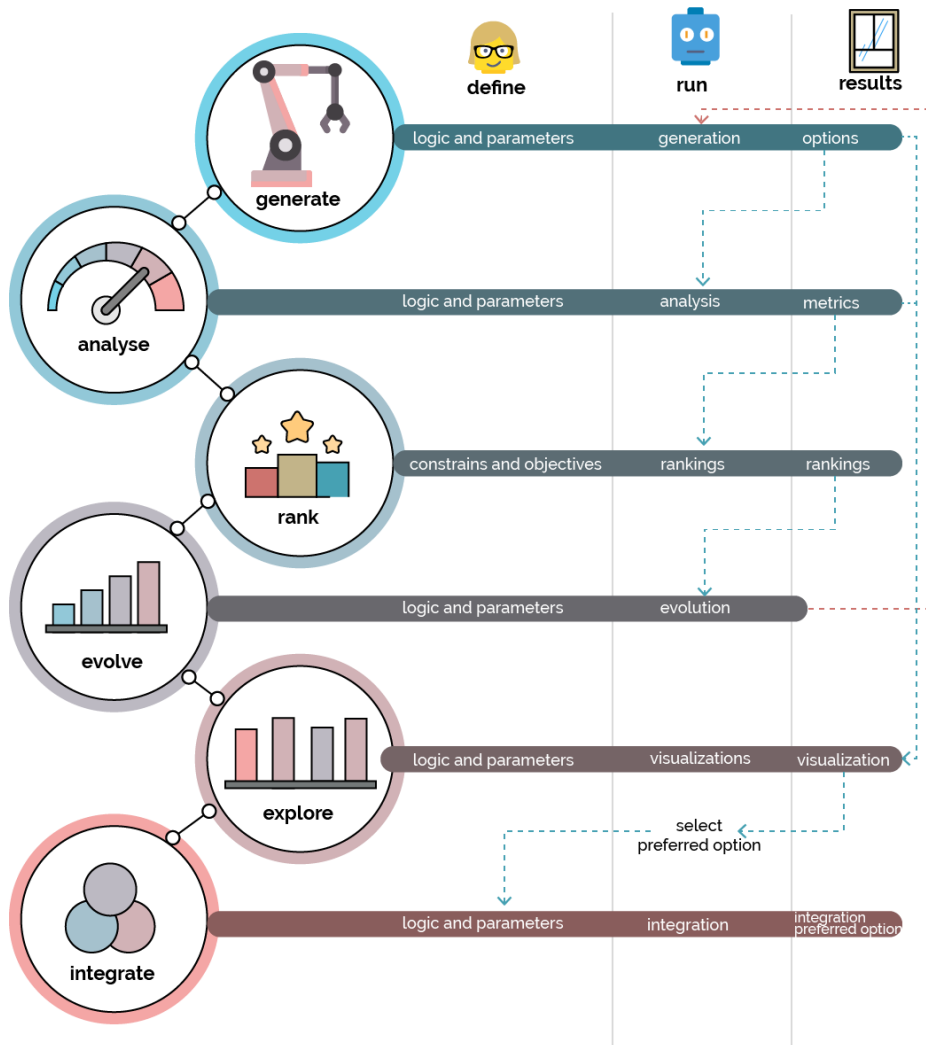 define
run
results
generate
logic and parameters
generation
options
analyse
logic and parameters
analysis
metrics
rank
constrains and objectives
rankings
rankings
evolve
logic and parameters
evolution
explore
logic and parameters
visualizations
visualization
select
preferred option
integrate
logic and parameters
integration
integration
preferred option